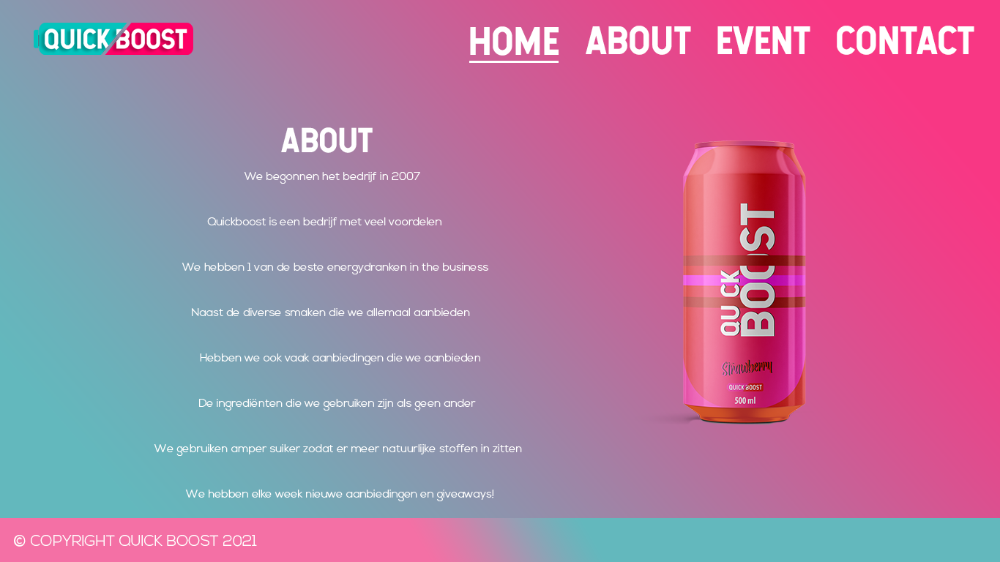 QUICK BOOST
HOME ABOUT EVENT CONTACT
ABOUT
We begonnen het bedrijf in 2007
Quickboost is een bedrijf met veel voordelen
We hebben 1 van de beste energydranken in the business
Naast de diverse smaken die we allemaal aanbieden
Hebben we ook vaak aanbiedingen die we aanbieden
De ingrediënten die we gebruiken zijn als geen ander
We gebruiken amper suiker zodat er meer natuurlijke stoffen in zitten
We hebben elke week nieuwe aanbiedingen en giveaways!
QUICK
BOOST
Strawberry
QUICK BOOST
500 ml
© COPYRIGHT QUICK BOOST 2021